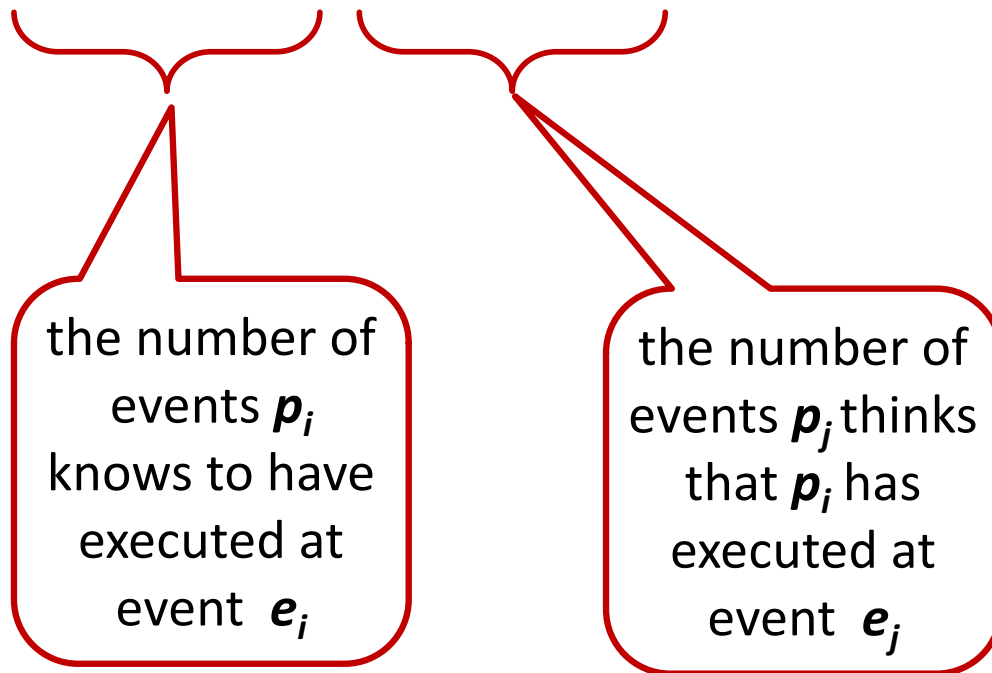 the number of
events pᵢ
knows to have
executed at
event eᵢ
the number of
events pⱼ thinks
that pᵢ has
executed at
event eⱼ